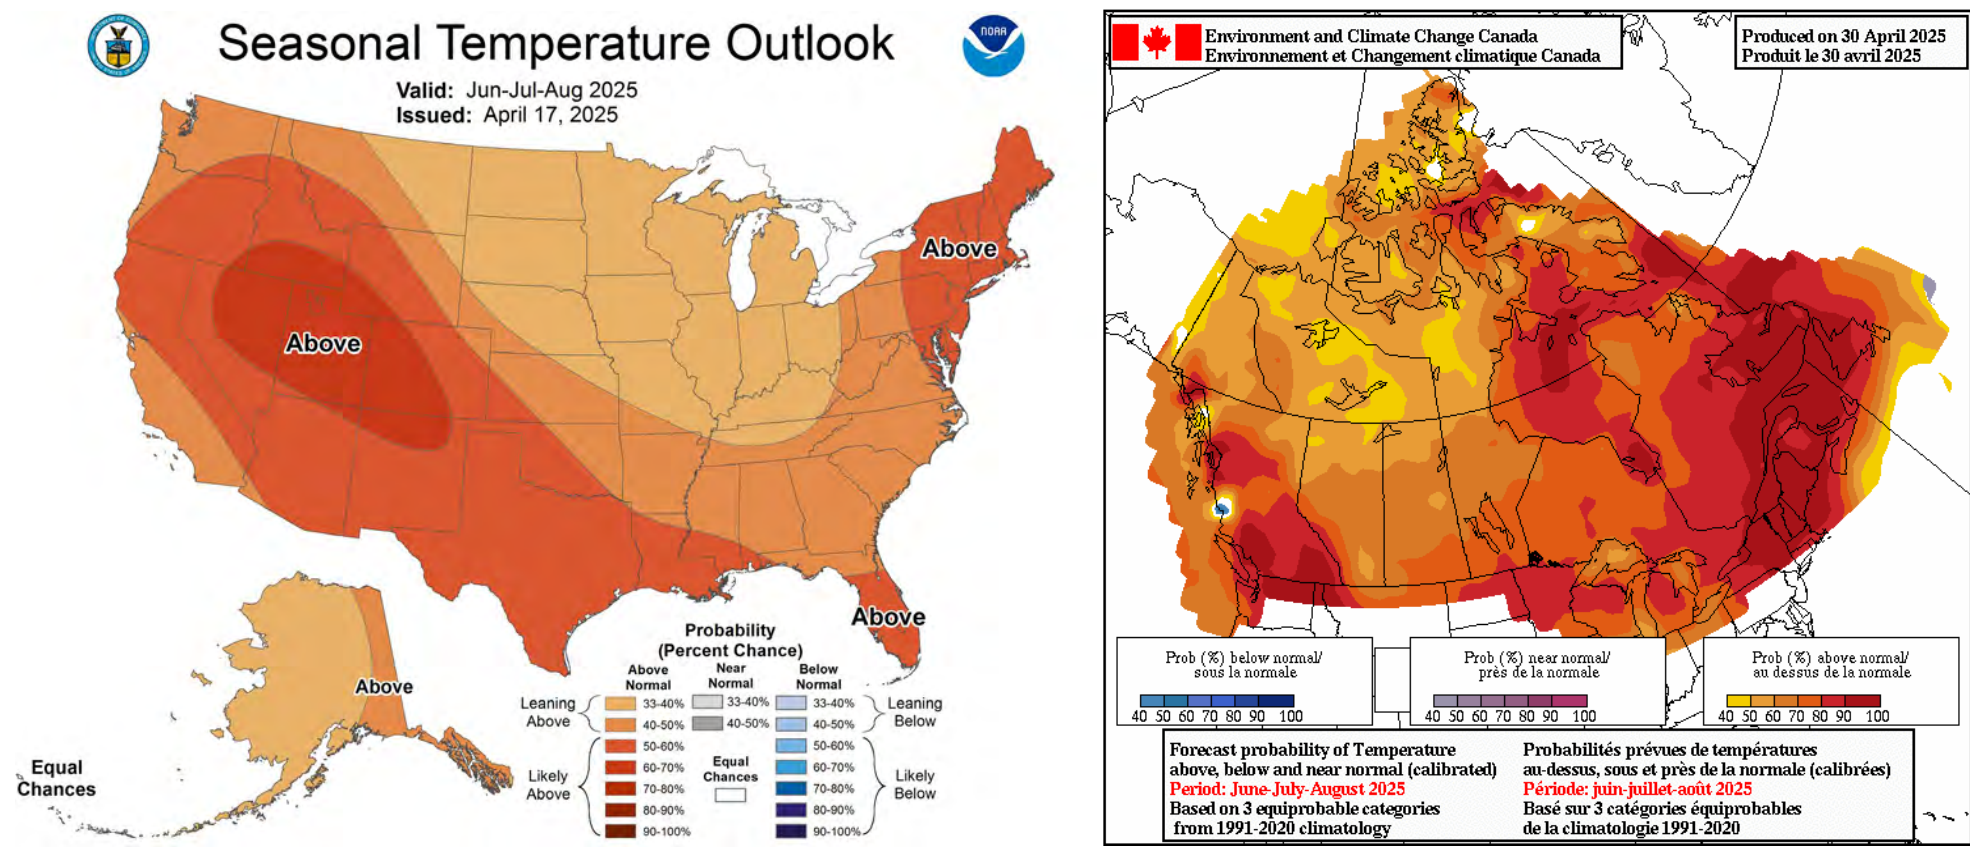 Seasonal Temperature Outlook
NOAA
Valid: Jun-Jul-Aug 2025
Issued: April 17, 2025
Above
Above
Above
Above
Equal
Chances
Probability
(Percent Chance)
Above
Normal
Near
Normal
Below
Normal
Leaning
Above
33-40%
33-40%
33-40%
Leaning
Below
40-50%
40-50%
40-50%
Likely
Above
50-60%
60-70%
70-80%
80-90%
90-100%
Equal
Chances
50-60%
60-70%
70-80%
80-90%
90-100%
Likely
Below
Environment and Climate Change Canada
Environnement et Changement climatique Canada
Produced on 30 April 2025
Produit le 30 avril 2025
Prob (%) below normal/
sous la normale
40 50 60 70 80 90 100
Prob (%) near normal/
près de la normale
40 50 60 70 80 90 100
Prob (%) above normal/
au dessus de la normale
40 50 60 70 80 90 100
Forecast probability of Temperature
above, below and near normal (calibrated)
Period: June-July-August 2025
Based on 3 equiprobable categories
from 1991-2020 climatology
Probabilités prévues de températures
au-dessus, sous et près de la normale (calibrées)
Période: juin-juillet-août 2025
Basé sur 3 catégories équiprobables
de la climatologie 1991-2020